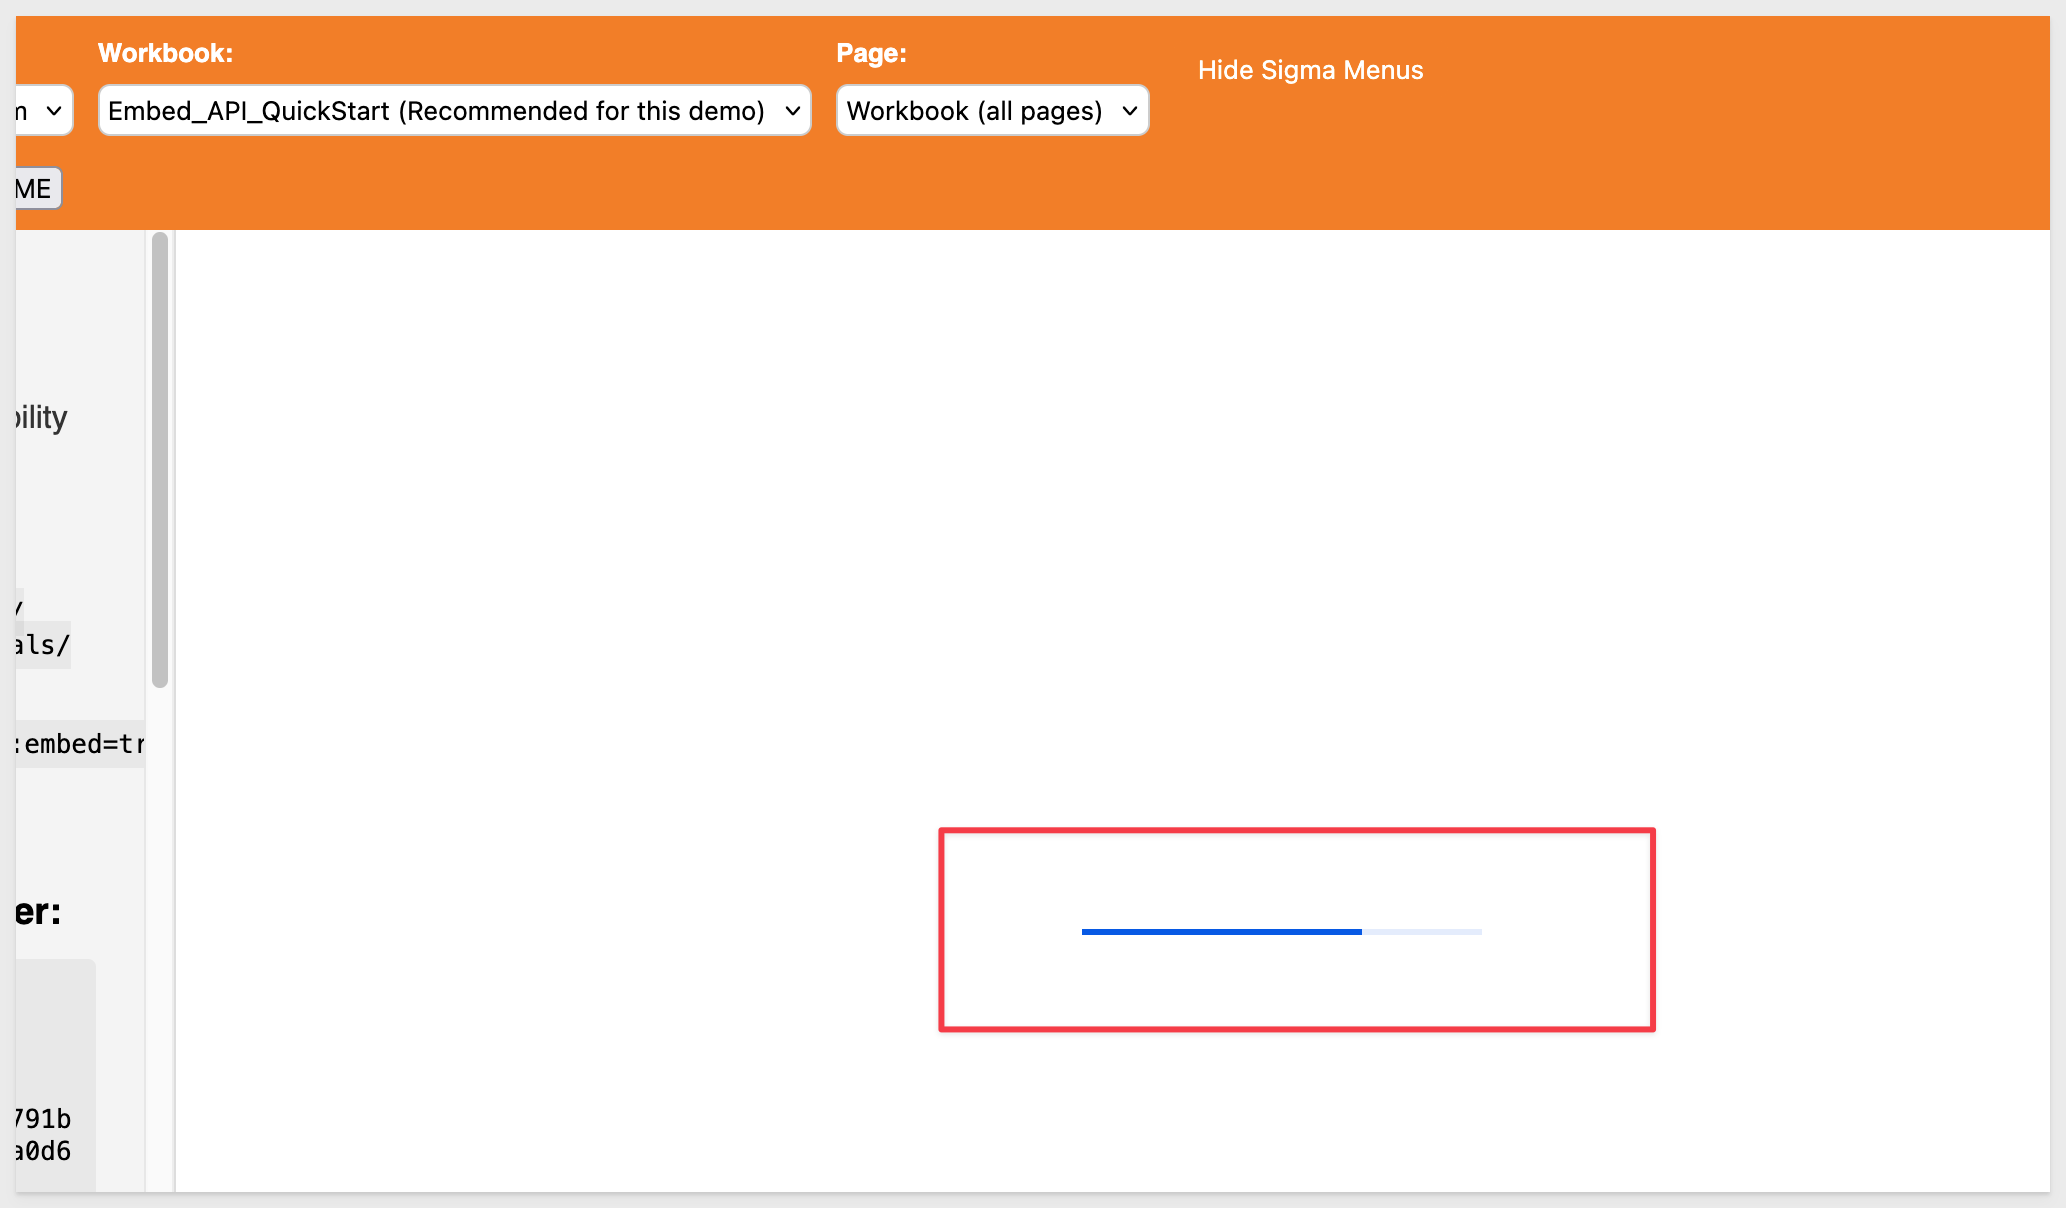 Workbook:
Page:
Hide Sigma Menus
m
Embed_API_QuickStart (Recommended for this demo)
Workbook (all pages)
ME
bility
/
als/
:embed=tr
er:
791b
a0d6